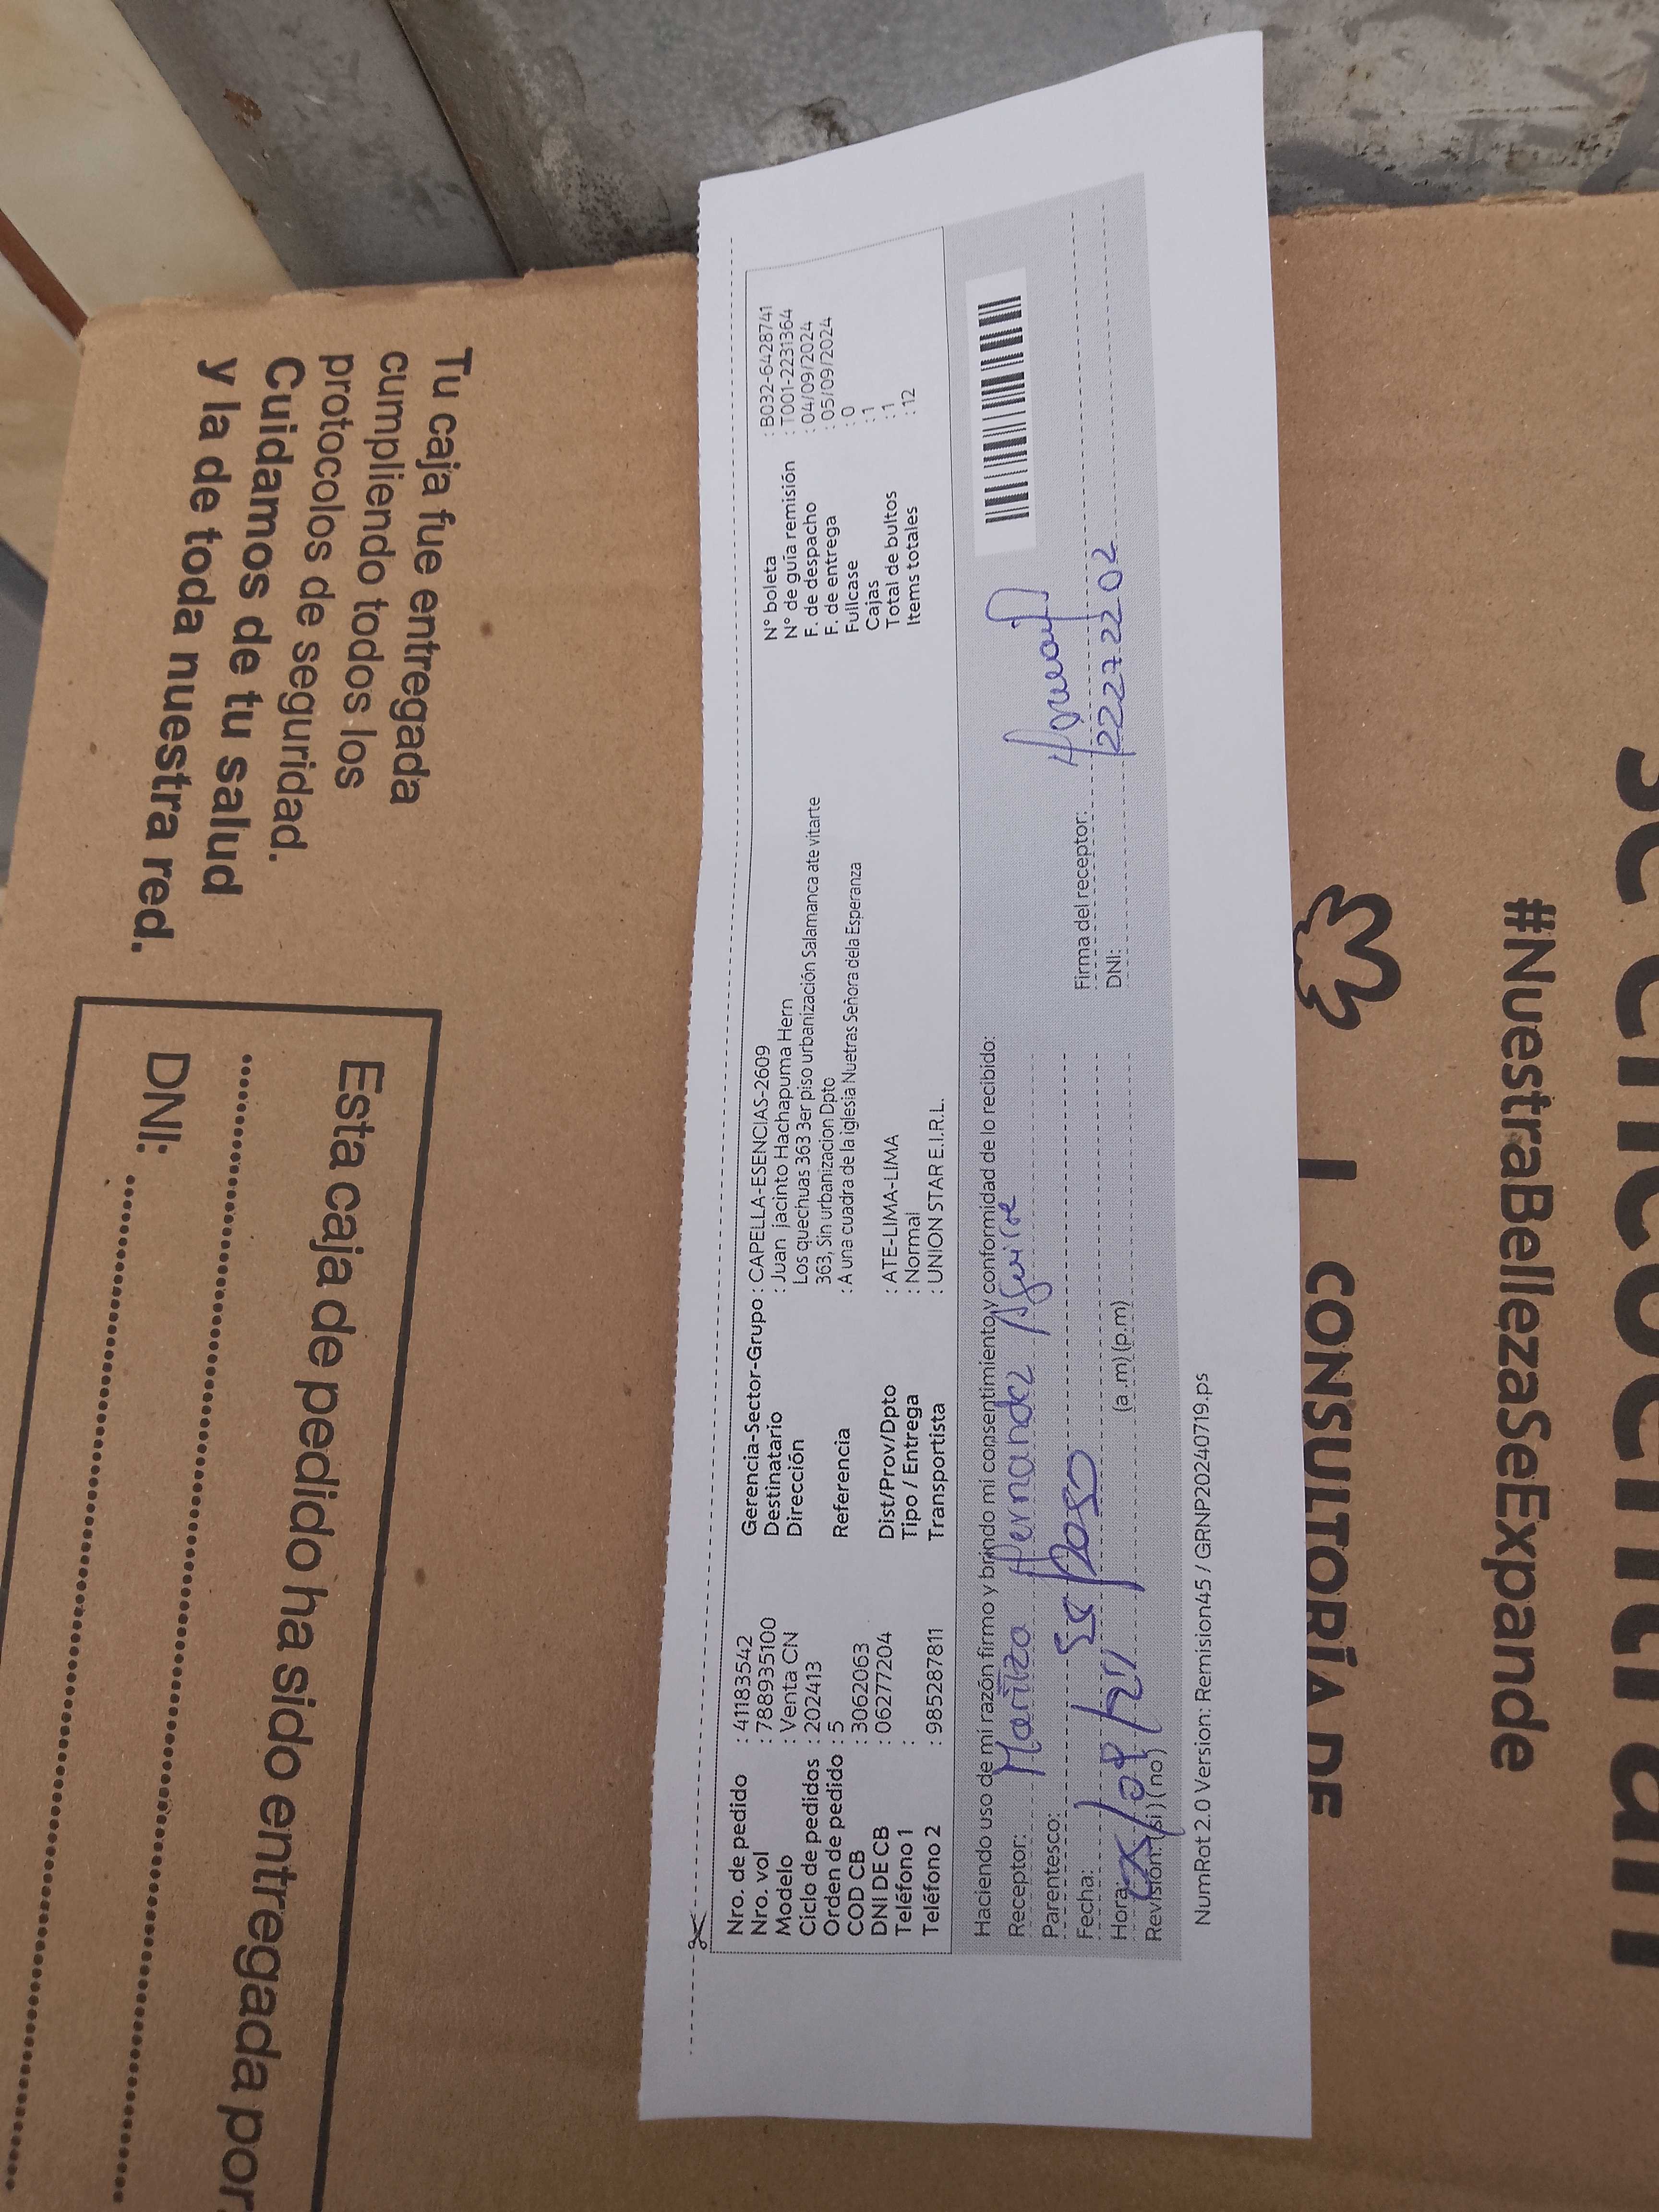 Nro. de pedido : 41183542
Nro. vol : 788935100
Modelo : Venta CN
Ciclo de pedidos : 202413
Orden de pedido : 5
COD CB : 3062063
DNI DE CB : 06277204
Teléfono 1 :
Teléfono 2 : 985287811
Gerencia-Sector-Grupo : CAPELLA-ESENCIAS-2609
Destinatario : Juan jacinto Hachapuma Hern
Dirección Los quechuas 363 3er piso urbanización Salamanca ate vitarte
363, Sin urbanizacion Dpto
Referencia : A una cuadra de la iglesia Nuetras Señora dela Esperanza
Dist/Prov/Dpto : ATE-LIMA-LIMA
Tipo / Entrega : Normal
Transportista : UNION STAR E.I.R.L.
N° boleta : B032-6428741
N° de guía remisión : T001-2231364
F. de despacho : 04/09/2024
F. de entrega : 05/09/2024
Fullcase : 0
Cajas : 1
Total de bultos : 1
Items totales : 12
Haciendo uso de mi razón firmo y brindo mi consentimiento y conformidad de lo recibido:
Receptor: Hernandez Aguirre
Parentesco: Esposo
Fecha:
Hora: (a.m) (p.m)
Revisión: (si) (no)
Firma del receptor:
DNI: 22272202
NumRot 2.0 Version: Remision45 / GRNP20240719.ps
Tu caja fue entregada
cumpliendo todos los
protocolos de seguridad.
Cuidamos de tu salud
y la de toda nuestra red.
Esta caja de pedido ha sido entregada por
DNI:
#NuestraBellezaSeExpande
CONSULTORÍA DE